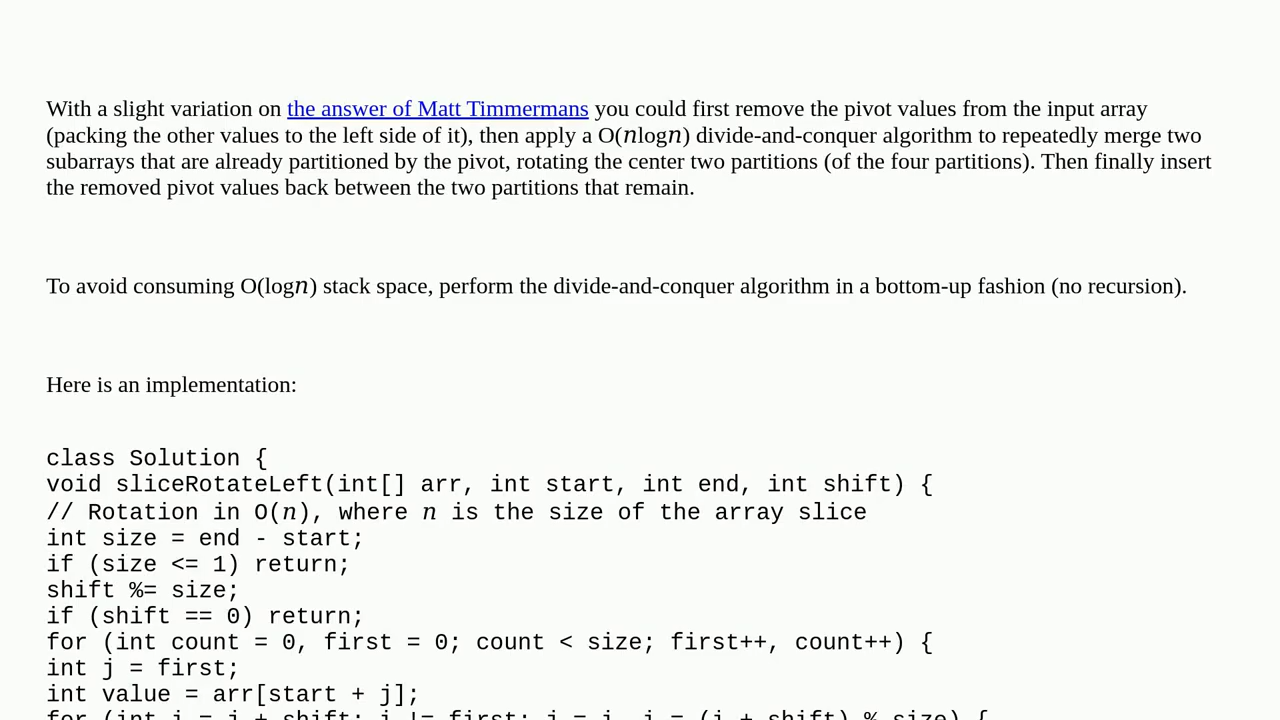 With a slight variation on the answer of Matt Timmermans you could first remove the pivot values from the input array
(packing the other values to the left side of it), then apply a O(𝑛log𝑛) divide-and-conquer algorithm to repeatedly merge two
subarrays that are already partitioned by the pivot, rotating the center two partitions (of the four partitions). Then finally insert
the removed pivot values back between the two partitions that remain.
To avoid consuming O(log𝑛) stack space, perform the divide-and-conquer algorithm in a bottom-up fashion (no recursion).
Here is an implementation:
class Solution {
void sliceRotateLeft(int[] arr, int start, int end, int shift) {
// Rotation in O(𝑛), where 𝑛 is the size of the array slice
int size = end - start;
if (size <= 1) return;
shift %= size;
if (shift == 0) return;
for (int count = 0, first = 0; count < size; first++, count++) {
int j = first;
int value = arr[start + j];